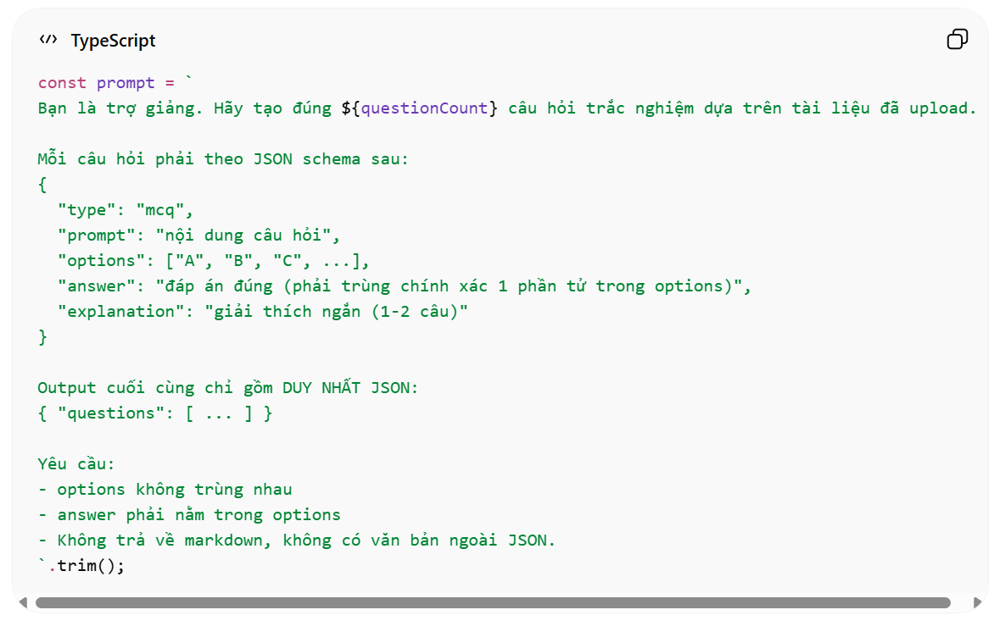 TypeScript
const prompt = `
Bạn là trợ giảng. Hãy tạo đúng ${questionCount} câu hỏi trắc nghiệm dựa trên tài liệu đã upload.
Mỗi câu hỏi phải theo JSON schema sau:
{
"type": "mcq",
"prompt": "nội dung câu hỏi",
"options": ["A", "B", "C", ...],
"answer": "đáp án đúng (phải trùng chính xác 1 phần tử trong options)",
"explanation": "giải thích ngắn (1-2 câu)"
}
Output cuối cùng chỉ gồm DUY NHẤT JSON:
{ "questions": [ ... ] }
Yêu cầu:
- options không trùng nhau
- answer phải nằm trong options
- Không trả về markdown, không có văn bản ngoài JSON.
`.trim();